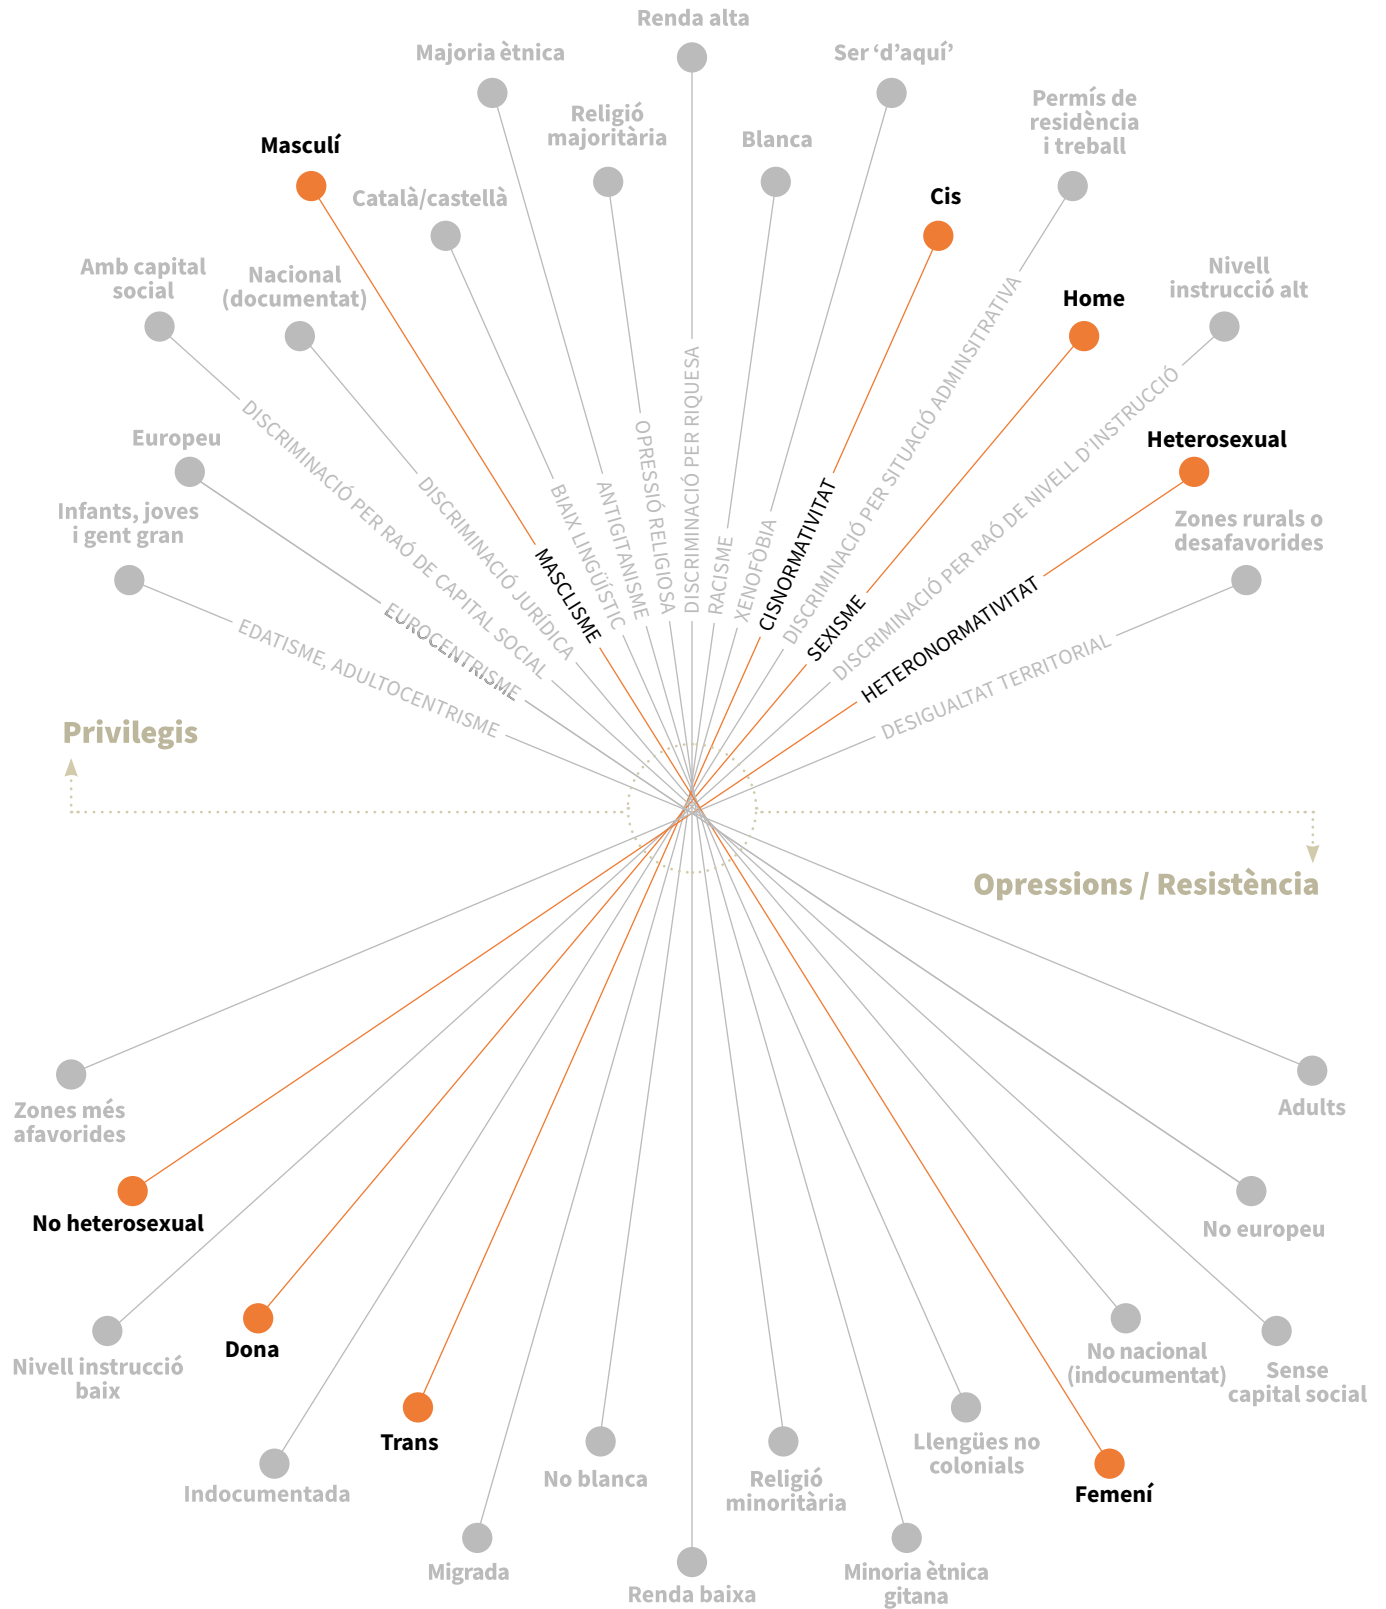 Renda alta
Majoria ètnica
Ser ‘d’aquí’
Permís de
residència
i treball
Religió
majoritària
Blanca
Masculí
Català/castellà
Cis
Amb capital
social
Nacional
(documentat)
Nivell
instrucció alt
Home
Europeu
Heterosexual
Infants, joves
i gent gran
Zones rurals o
desafavorides
EDATISME, ADULTOCENTRISME
EUROCENTRISME
DISCRIMINACIÓ PER RAÓ DE CAPITAL SOCIAL
DISCRIMINACIÓ JURÍDICA
MASCLISME
BIAIX LINGÜÍSTIC
ANTIGITANISME
OPRESSIÓ RELIGIOSA
DISCRIMINACIÓ PER RIQUESA
RACISME
XENOFÒBIA
CISNORMATIVITAT
DISCRIMINACIÓ PER SITUACIÓ ADMINSITRATIVA
SEXISME
DISCRIMINACIÓ PER RAÓ DE NIVELL D’INSTRUCCIÓ
HETERONORMATIVITAT
DESIGUALTAT TERRITORIAL
Privilegis
Opressions / Resistència
Zones més
afavorides
Adults
No heterosexual
No europeu
Nivell instrucció
baix
Dona
No nacional
(indocumentat)
Sense
capital social
Trans
Llengües no
colonials
Indocumentada
No blanca
Religió
minoritària
Femení
Migrada
Renda baixa
Minoria ètnica
gitana